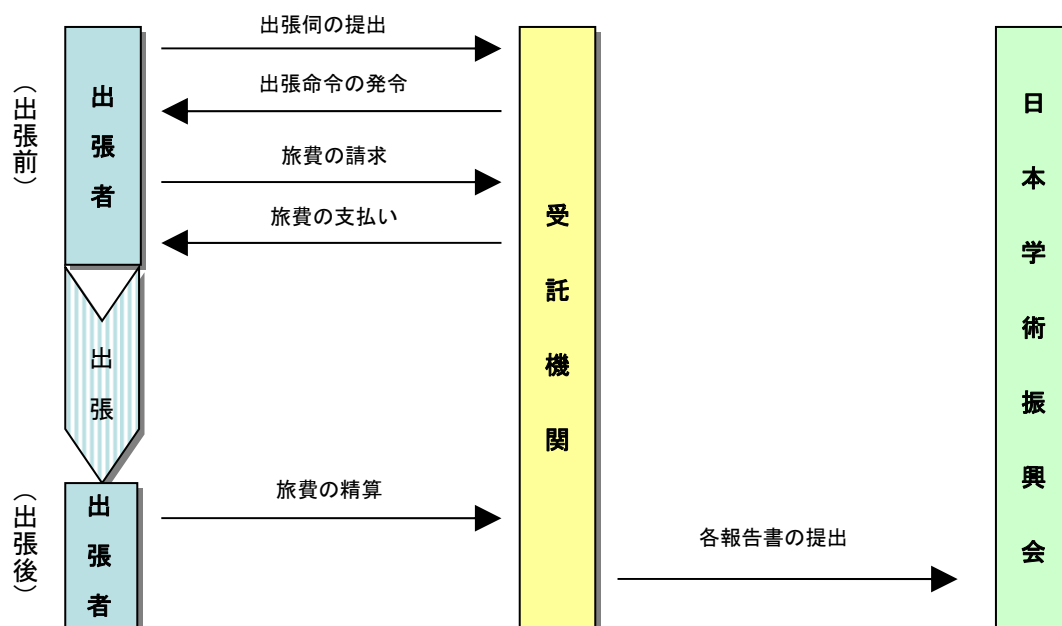 出張伺の提出
出張命令の発令
旅費の請求
旅費の支払い
(出張前)
出張者
出張
(出張後)
出張者
旅費の精算
受託機関
各報告書の提出
日本学術振興会